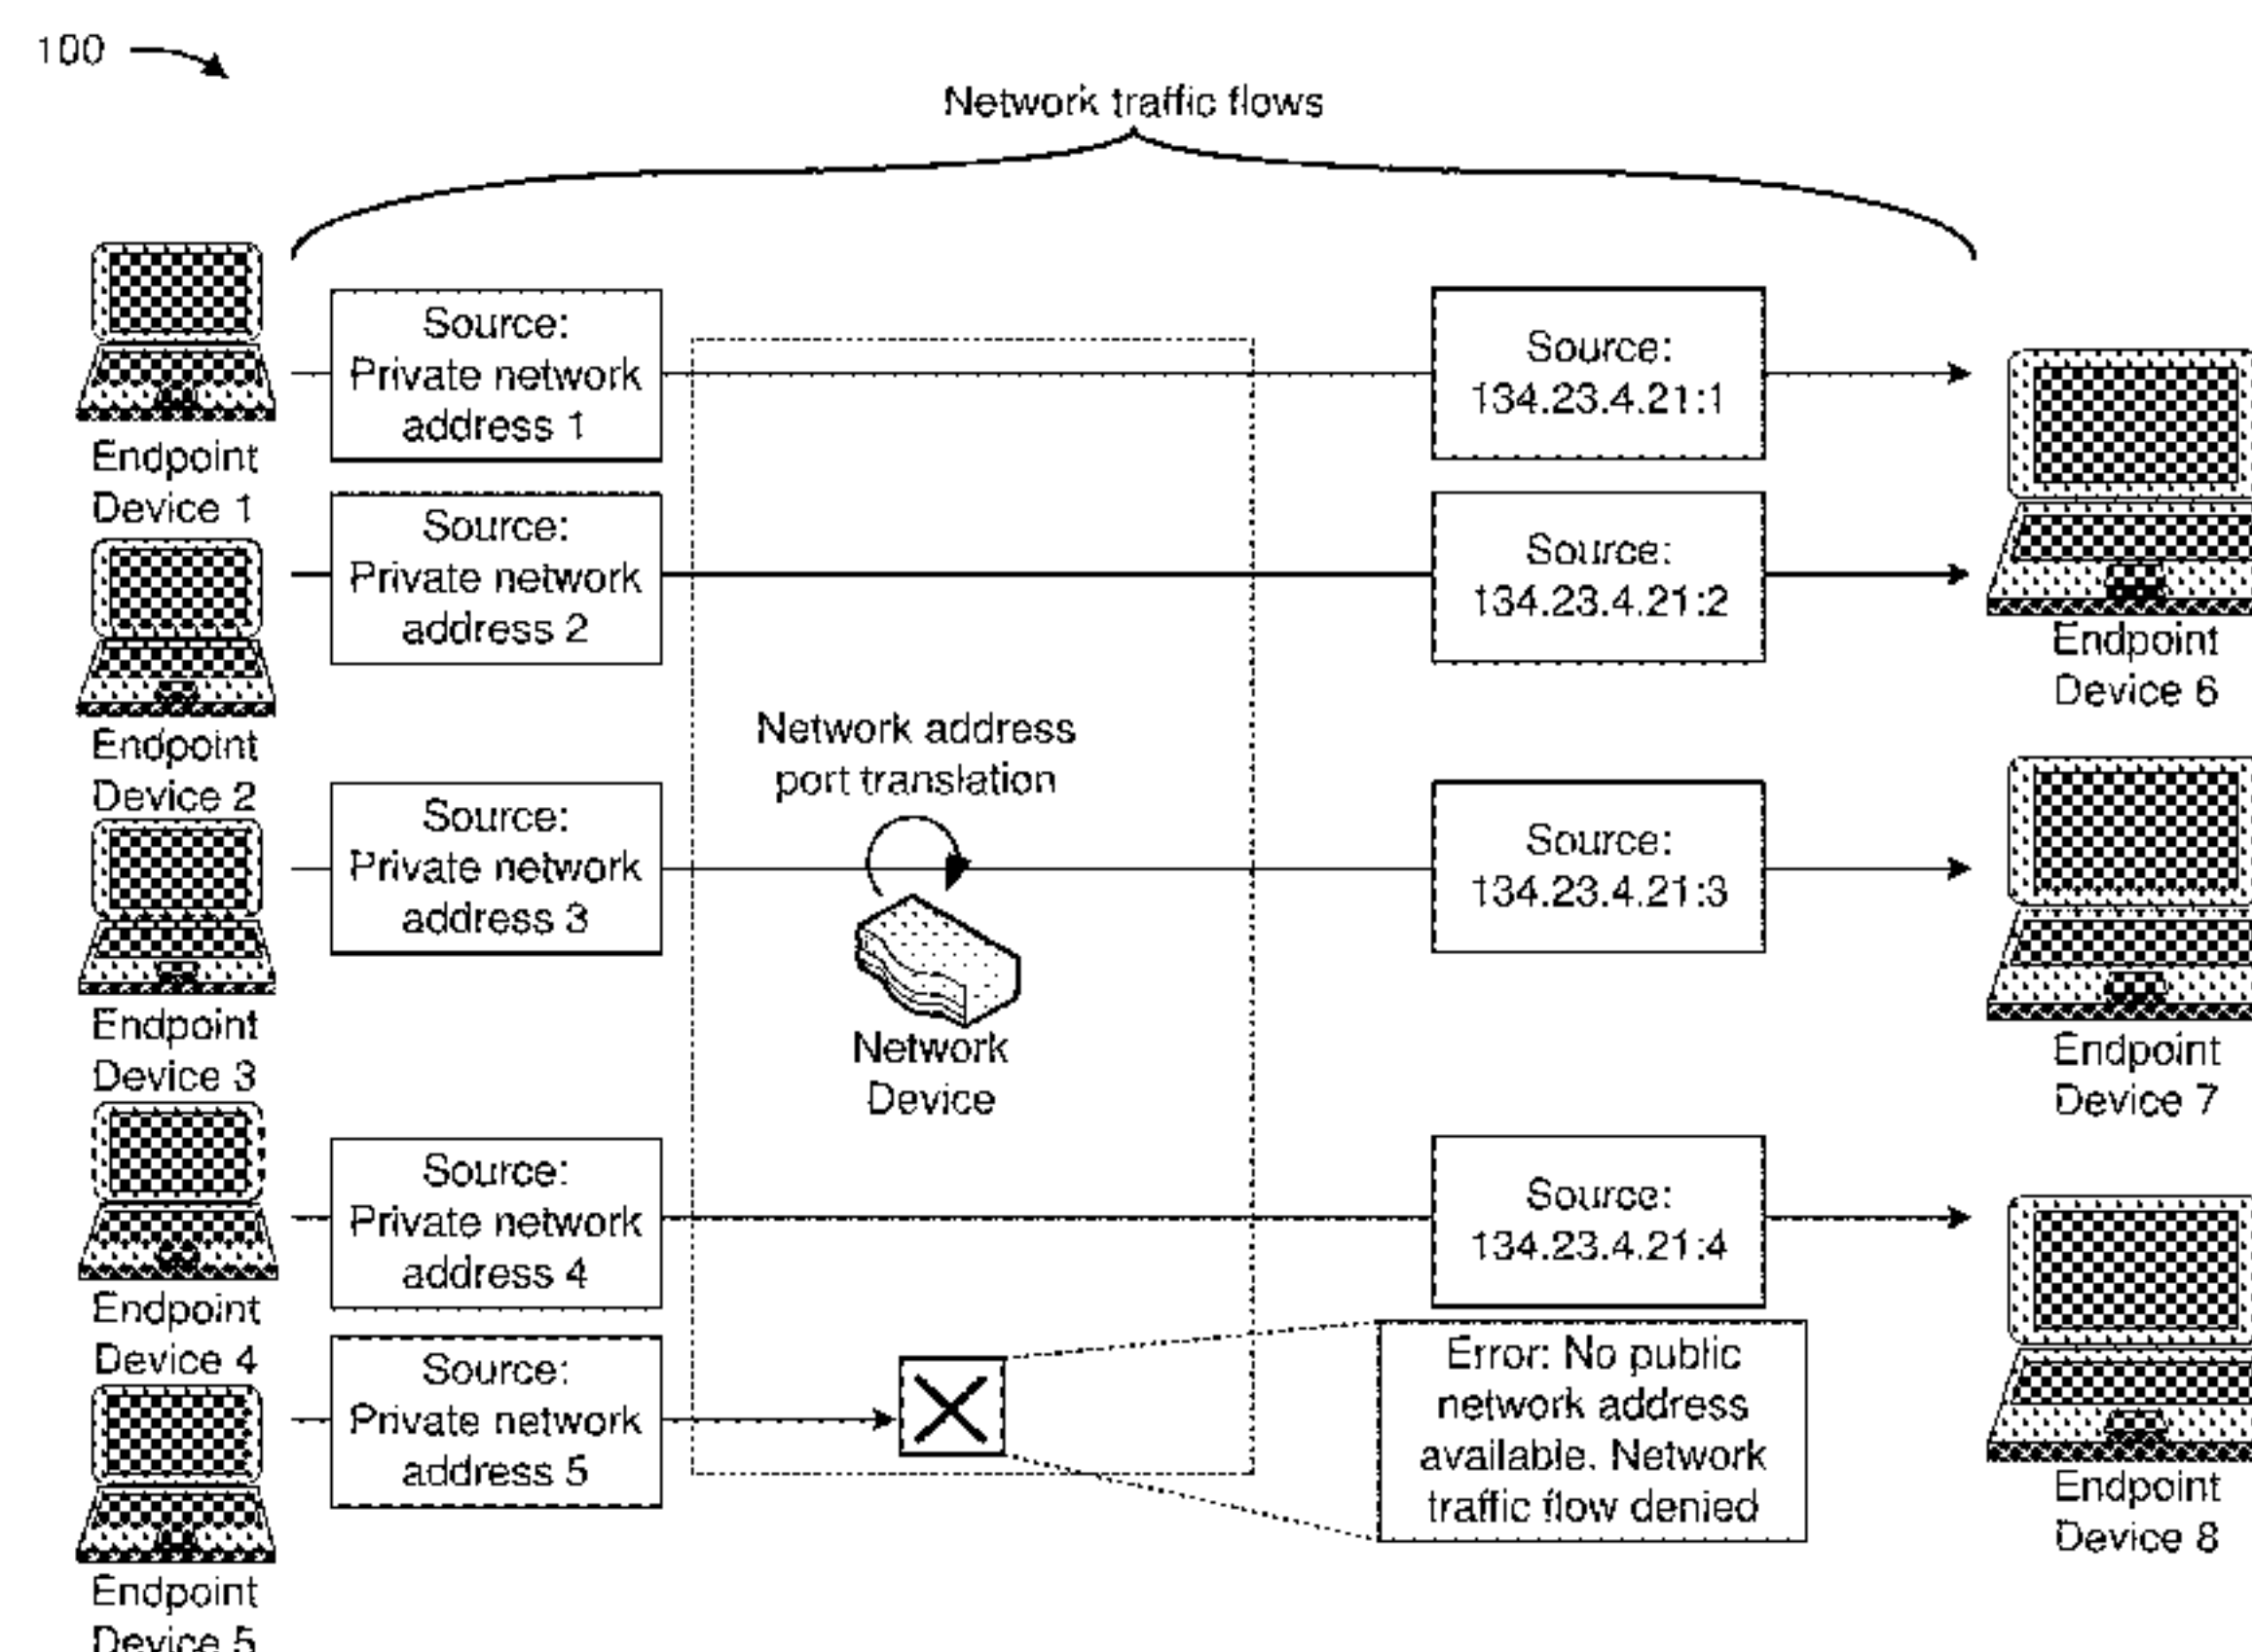 100
Network traffic flows
Source:
Private network
address 1
Source:
134.23.4.21:1
Endpoint
Device 1
Source:
Private network
address 2
Source:
134.23.4.21:2
Endpoint
Device 6
Endpoint
Device 2
Network address
port translation
Source:
Private network
address 3
Source:
134.23.4.21:3
Endpoint
Device 3
Network
Device
Endpoint
Device 7
Source:
Private network
address 4
Source:
134.23.4.21:4
Endpoint
Device 4
Source:
Private network
address 5
Error: No public
network address
available. Network
traffic flow denied
Endpoint
Device 8
Endpoint
Device 5